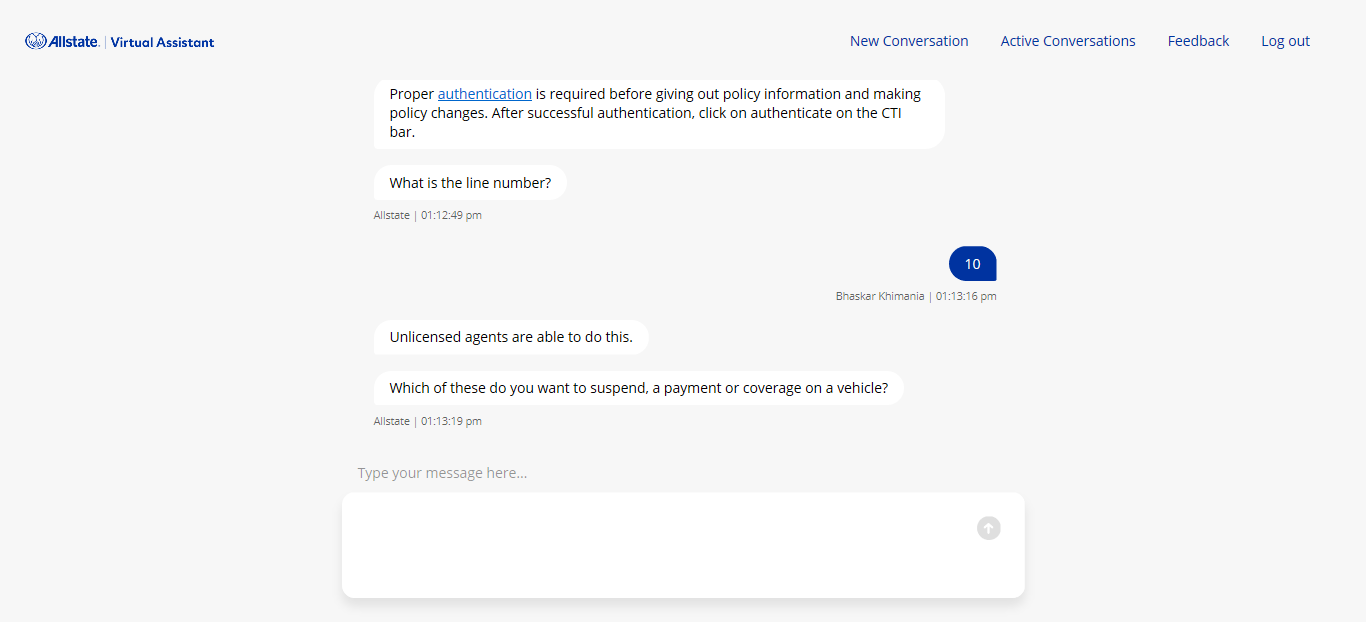 Allstate. | Virtual Assistant
New Conversation Active Conversations Feedback Log out
Proper authentication is required before giving out policy information and making
policy changes. After successful authentication, click on authenticate on the CTI
bar.
What is the line number?
Allstate | 01:12:49 pm
10
Bhaskar Khimania | 01:13:16 pm
Unlicensed agents are able to do this.
Which of these do you want to suspend, a payment or coverage on a vehicle?
Allstate | 01:13:19 pm
Type your message here...